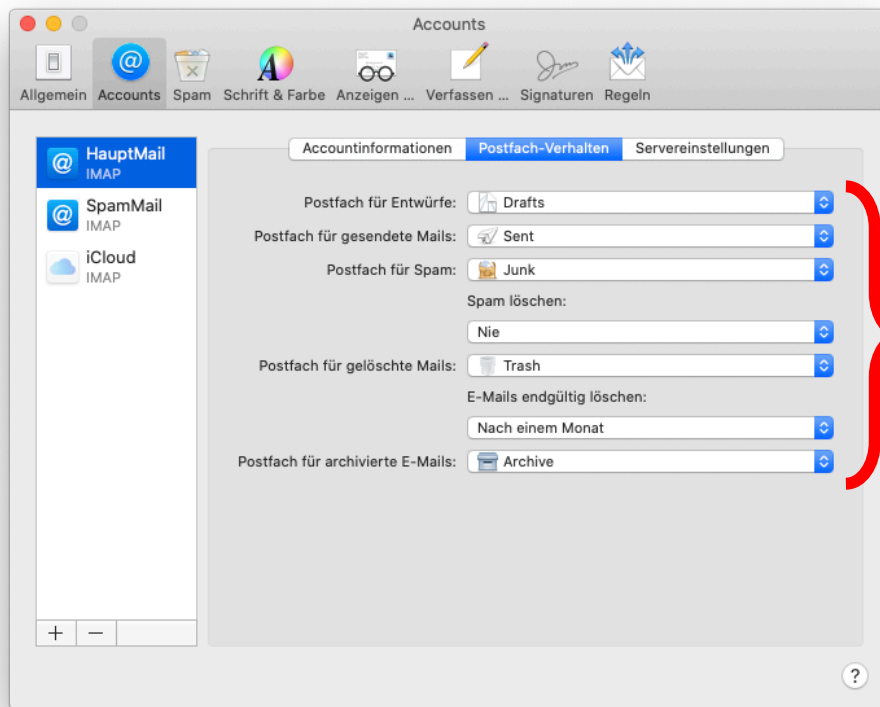 Accounts
Allgemein Accounts Spam Schrift & Farbe Anzeigen ... Verfassen ... Signaturen Regeln
HauptMail
IMAP
SpamMail
IMAP
iCloud
IMAP
Accountinformationen Postfach-Verhalten Servereinstellungen
Postfach für Entwürfe: Drafts
Postfach für gesendete Mails: Sent
Postfach für Spam: Junk
Spam löschen:
Nie
Postfach für gelöschte Mails: Trash
E-Mails endgültig löschen:
Nach einem Monat
Postfach für archivierte E-Mails: Archive
+ −
?